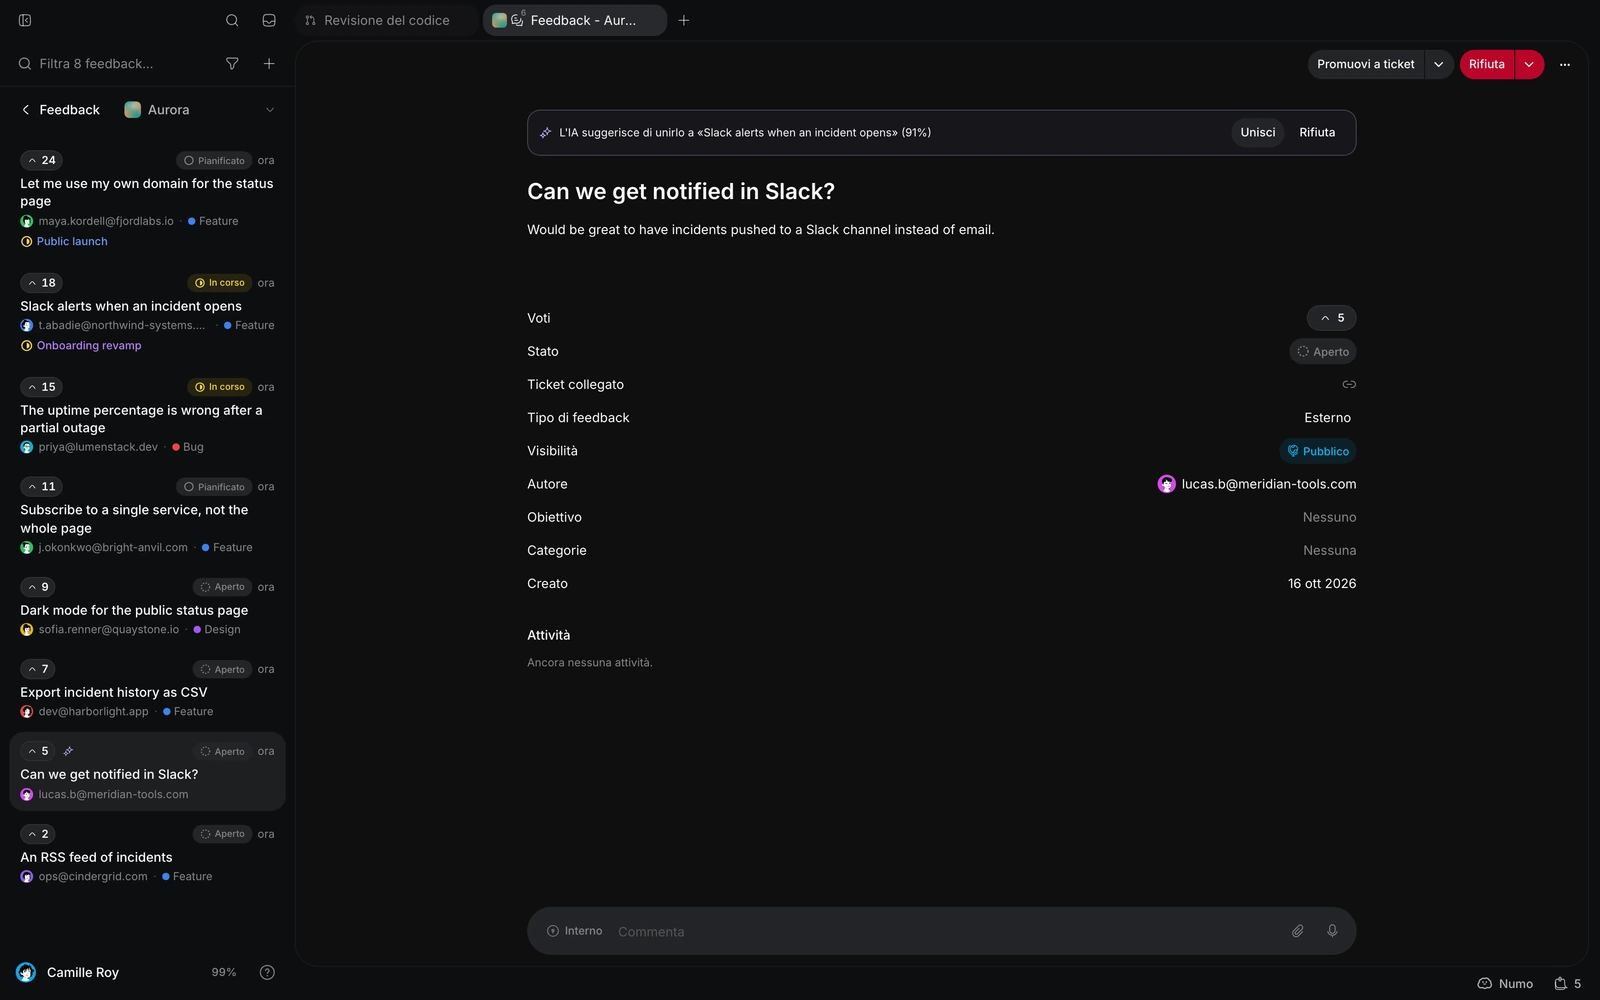 Revisione del codice
6
Feedback - Aur...
Filtra 8 feedback...
Feedback
Aurora
24
Pianificato
ora
Let me use my own domain for the status
page
maya.kordell@fjordlabs.io · Feature
Public launch
18
In corso
ora
Slack alerts when an incident opens
t.abadie@northwind-systems.... · Feature
Onboarding revamp
15
In corso
ora
The uptime percentage is wrong after a
partial outage
priya@lumenstack.dev · Bug
11
Pianificato
ora
Subscribe to a single service, not the
whole page
j.okonkwo@bright-anvil.com · Feature
9
Aperto
ora
Dark mode for the public status page
sofia.renner@quaystone.io · Design
7
Aperto
ora
Export incident history as CSV
dev@harborlight.app · Feature
5
Aperto
ora
Can we get notified in Slack?
lucas.b@meridian-tools.com
2
Aperto
ora
An RSS feed of incidents
ops@cindergrid.com · Feature
Camille Roy
99%
Promuovi a ticket
Rifiuta
L'IA suggerisce di unirlo a «Slack alerts when an incident opens» (91%)
Unisci
Rifiuta
Can we get notified in Slack?
Would be great to have incidents pushed to a Slack channel instead of email.
Voti
5
Stato
Aperto
Ticket collegato
Tipo di feedback
Esterno
Visibilità
Pubblico
Autore
lucas.b@meridian-tools.com
Obiettivo
Nessuno
Categorie
Nessuna
Creato
16 ott 2026
Attività
Ancora nessuna attività.
Interno
Commenta
Numo
5